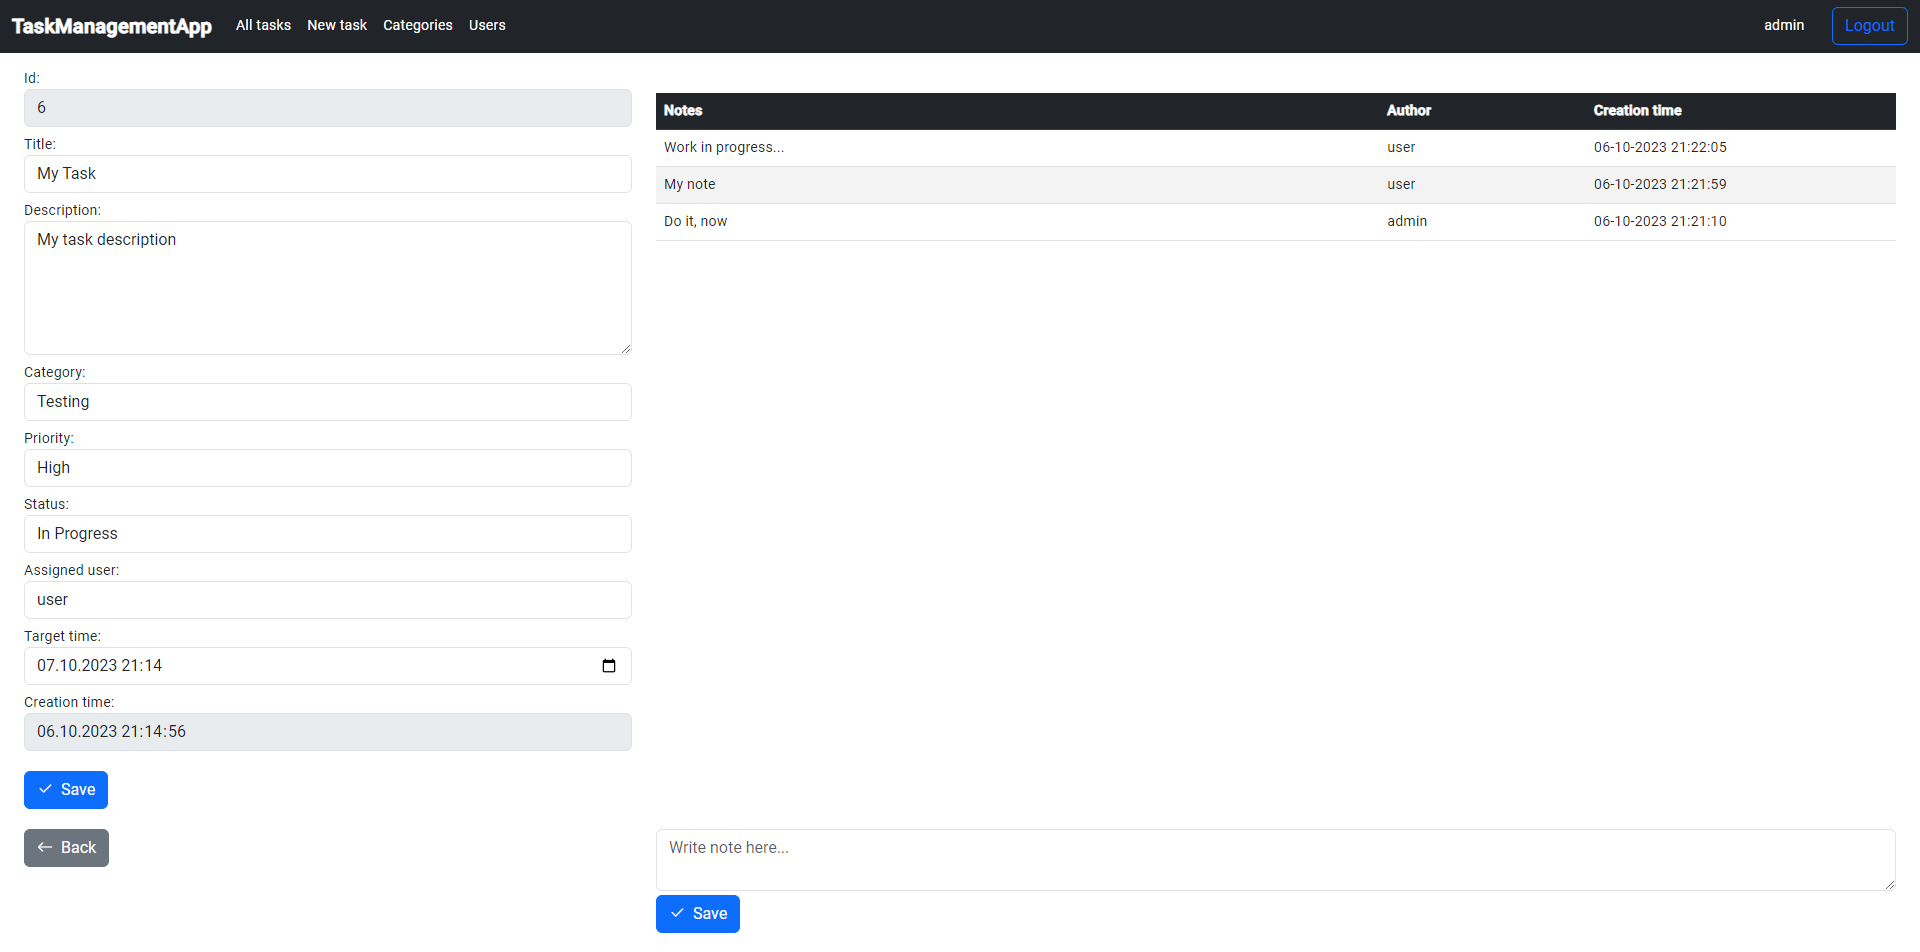 TaskManagementApp All tasks New task Categories Users admin Logout
Id:
6
Title:
My Task
Description:
My task description
Category:
Testing
Priority:
High
Status:
In Progress
Assigned user:
user
Target time:
07.10.2023 21:14
Creation time:
06.10.2023 21:14:56
Save
Back
Notes Author Creation time
Work in progress... user 06-10-2023 21:22:05
My note user 06-10-2023 21:21:59
Do it, now admin 06-10-2023 21:21:10
Write note here...
Save